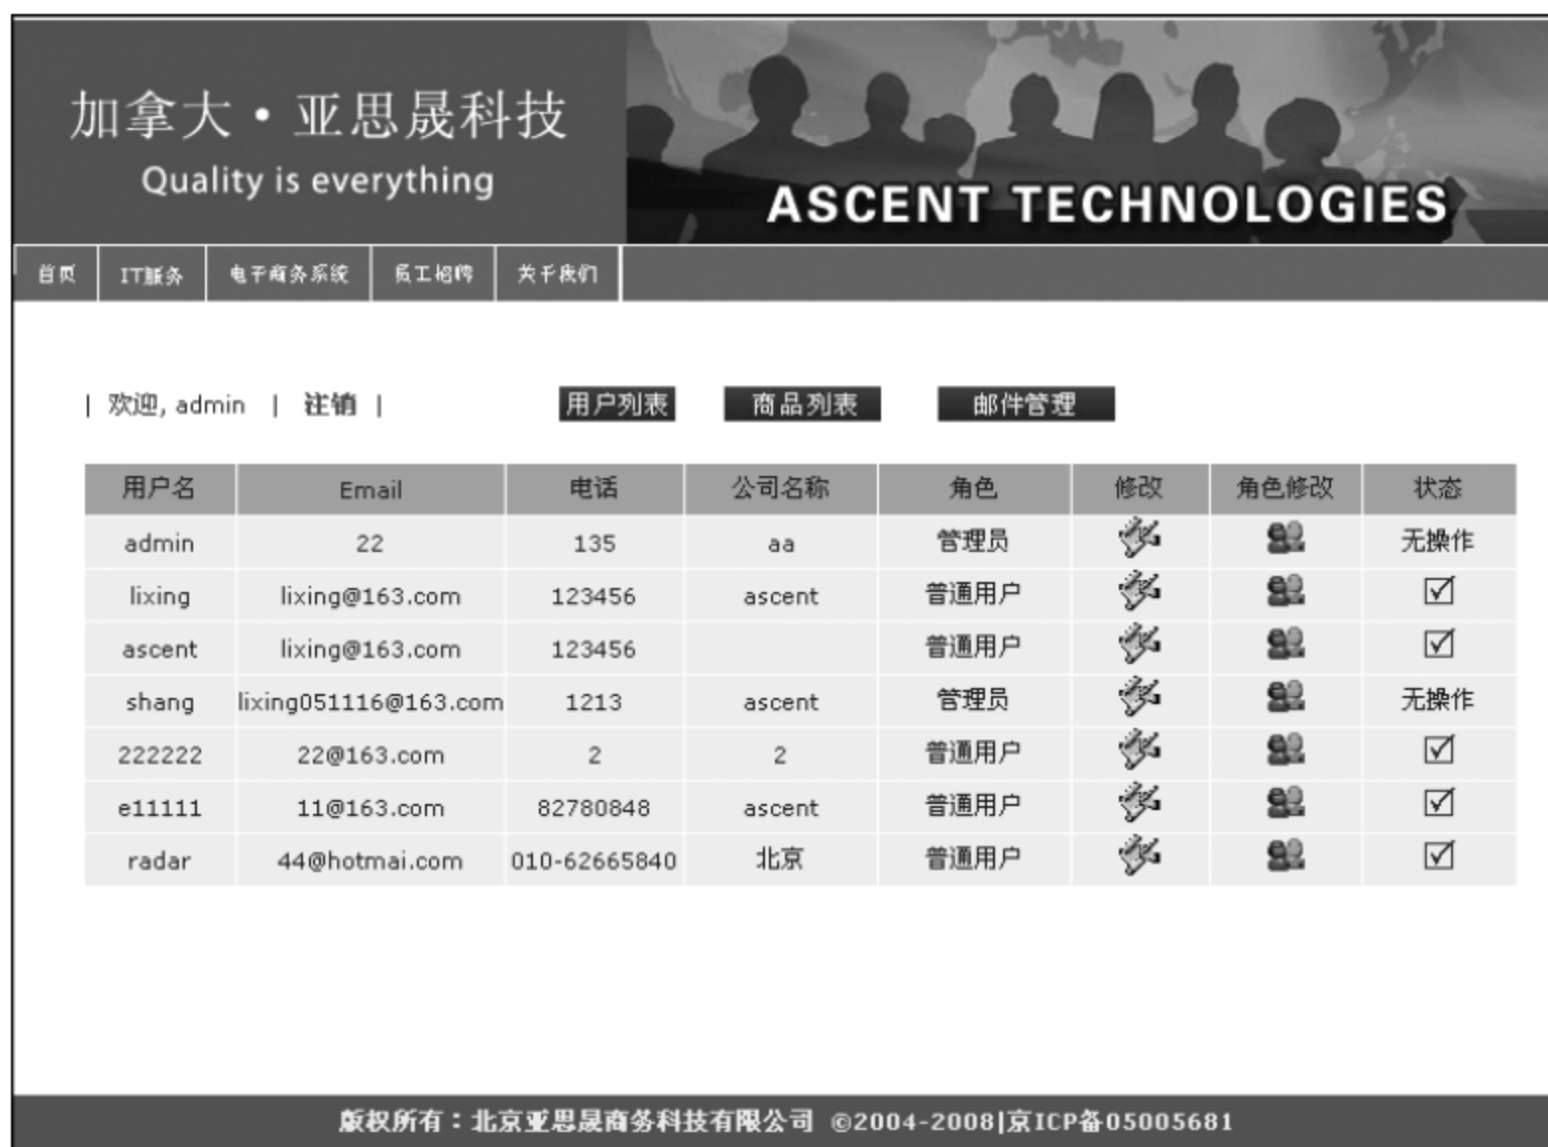 加拿大·亚思晟科技
Quality is everything
ASCENT TECHNOLOGIES
首页 IT服务 电子商务系统 员工招聘 关于我们
| 欢迎, admin | 注销 | 用户列表 商品列表 邮件管理
用户名 Email 电话 公司名称 角色 修改 角色修改 状态
admin 22 135 aa 管理员 无操作
lixing lixing@163.com 123456 ascent 普通用户
ascent lixing@163.com 123456 普通用户
shang lixing051116@163.com 1213 ascent 管理员 无操作
222222 22@163.com 2 2 普通用户
e11111 11@163.com 82780848 ascent 普通用户
radar 44@hotmai.com 010-62665840 北京 普通用户
版权所有：北京亚思晟商务科技有限公司 ©2004-2008|京ICP备05005681